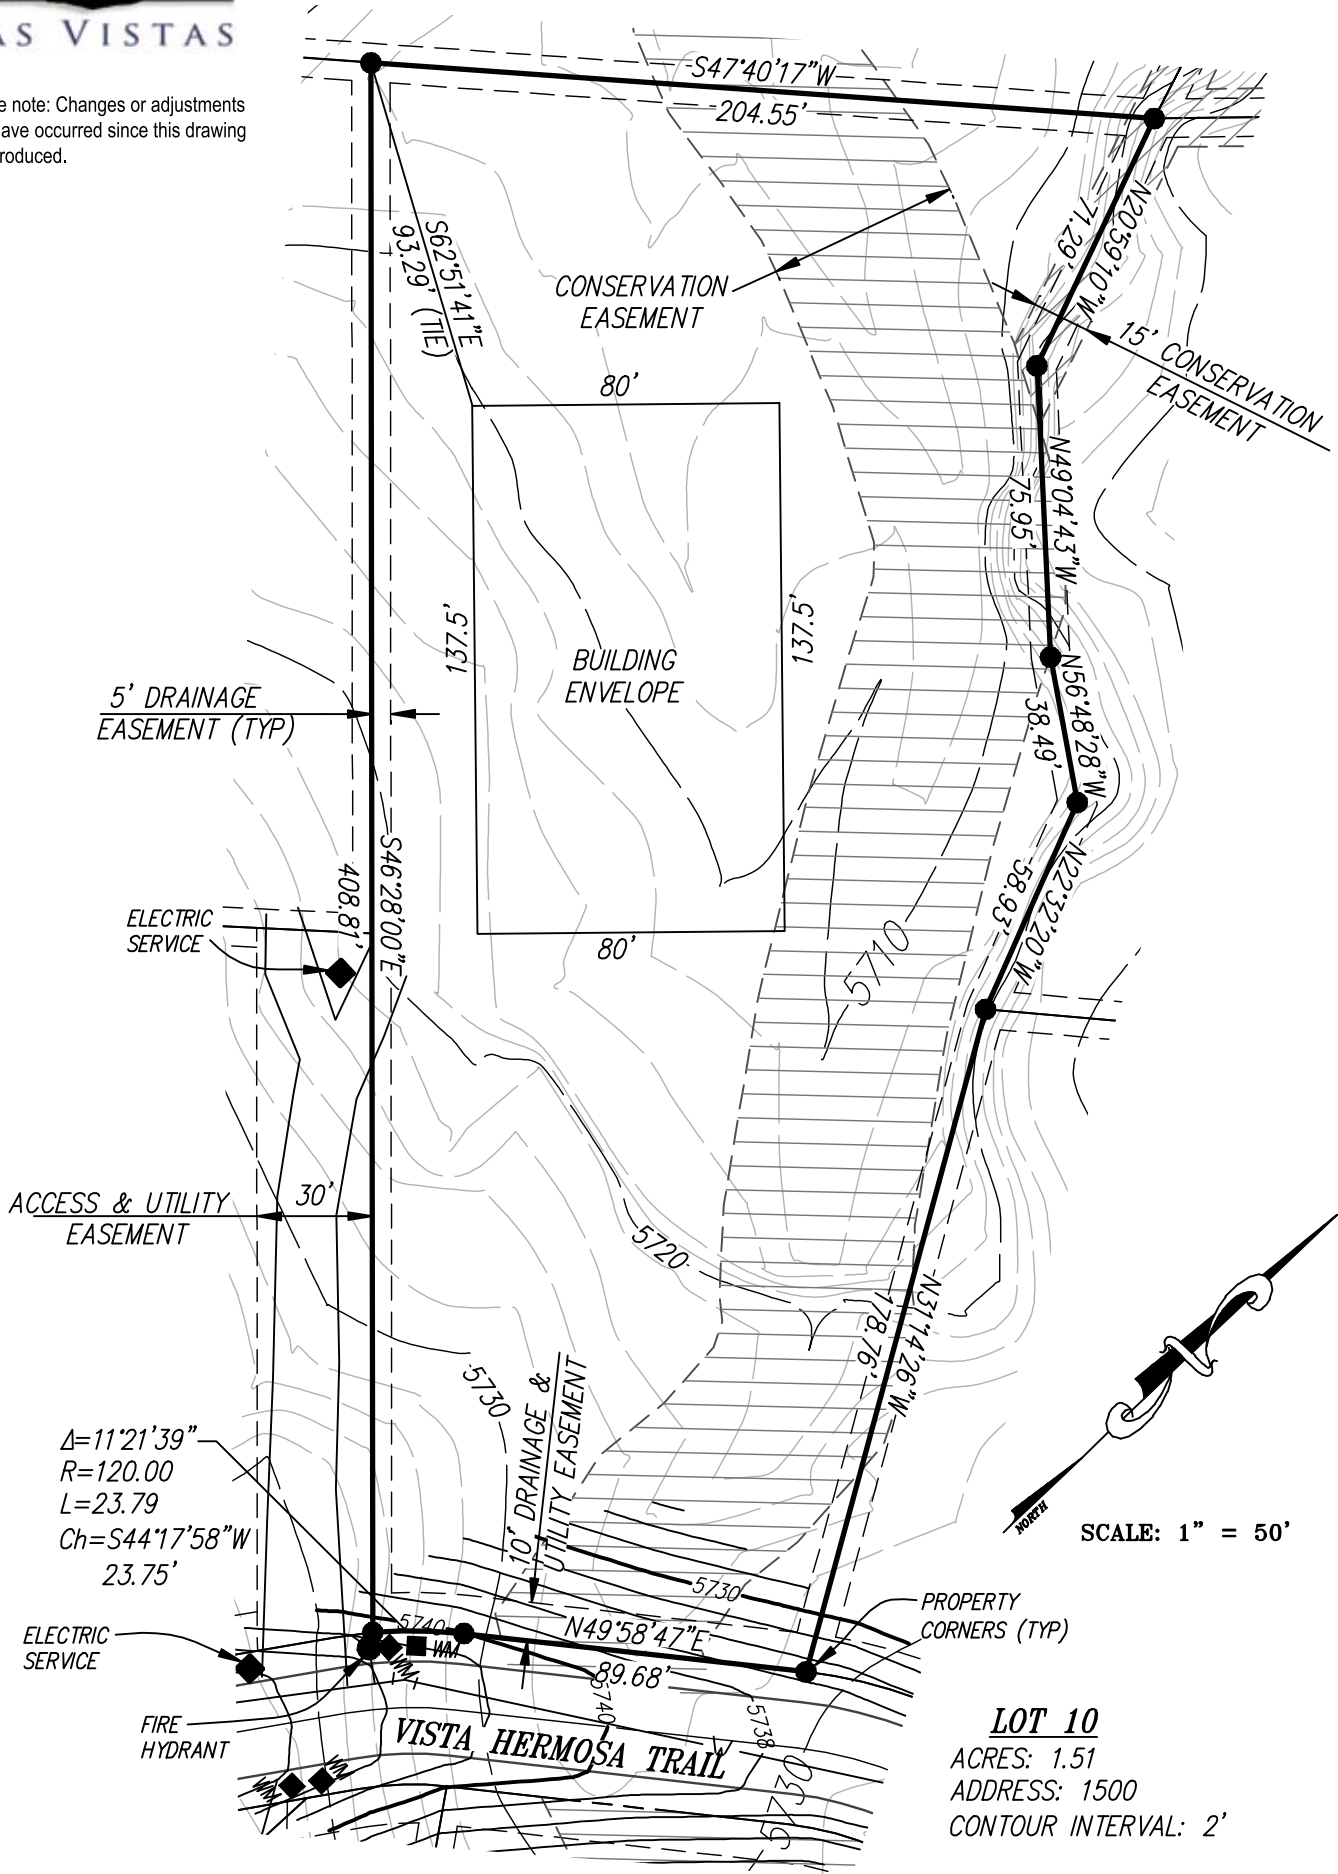 AS VISTAS
e note: Changes or adjustments
ave occurred since this drawing
roduced.
S47°40'17"W
204.55'
N20°59'10"W
71.29'
S62°51'41"E
93.29' (TIE)
CONSERVATION
EASEMENT
15' CONSERVATION
EASEMENT
80'
N49°04'43"W
75.95'
137.5'
137.5'
BUILDING
ENVELOPE
5' DRAINAGE
EASEMENT (TYP)
N56°48'28"W
38.49'
S46°28'00"E
408.81'
N22°32'20"W
58.93'
ELECTRIC
SERVICE
80'
5710
ACCESS & UTILITY
EASEMENT
30'
5720
N31°14'26"W
178.76'
5730
10' DRAINAGE &
UTILITY EASEMENT
Δ=11°21'39"
R=120.00
L=23.79
Ch=S44°17'58"W
23.75'
NORTH
SCALE: 1" = 50'
5730
PROPERTY
CORNERS (TYP)
5740
WM
N49°58'47"E
89.68'
ELECTRIC
SERVICE
FIRE
HYDRANT
5740
5738
VISTA HERMOSA TRAIL
5730
LOT 10
ACRES: 1.51
ADDRESS: 1500
CONTOUR INTERVAL: 2'